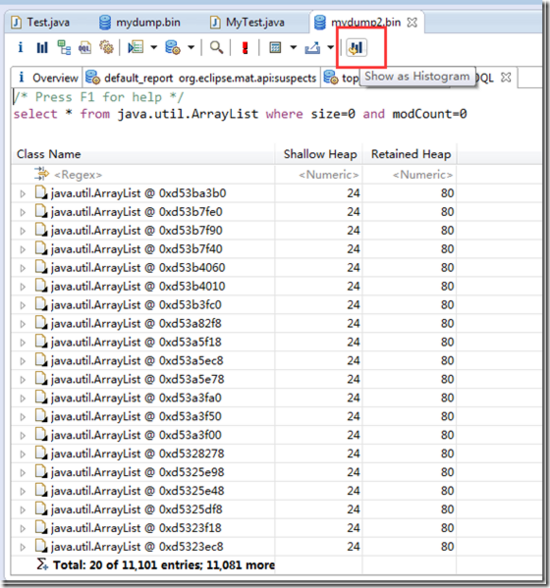 Test.java mydump.bin MyTest.java mydump2.bin
i OQL
i Overview default_report org.eclipse.mat.api:suspects top OQL
Show as Histogram
/* Press F1 for help */
select * from java.util.ArrayList where size=0 and modCount=0
Class Name Shallow Heap Retained Heap
<Regex> <Numeric> <Numeric>
java.util.ArrayList @ 0xd53ba3b0 24 80
java.util.ArrayList @ 0xd53b7fe0 24 80
java.util.ArrayList @ 0xd53b7f90 24 80
java.util.ArrayList @ 0xd53b7f40 24 80
java.util.ArrayList @ 0xd53b4060 24 80
java.util.ArrayList @ 0xd53b4010 24 80
java.util.ArrayList @ 0xd53b3fc0 24 80
java.util.ArrayList @ 0xd53a82f8 24 80
java.util.ArrayList @ 0xd53a5f18 24 80
java.util.ArrayList @ 0xd53a5ec8 24 80
java.util.ArrayList @ 0xd53a5e78 24 80
java.util.ArrayList @ 0xd53a3fa0 24 80
java.util.ArrayList @ 0xd53a3f50 24 80
java.util.ArrayList @ 0xd53a3f00 24 80
java.util.ArrayList @ 0xd5328278 24 80
java.util.ArrayList @ 0xd5325e98 24 80
java.util.ArrayList @ 0xd5325e48 24 80
java.util.ArrayList @ 0xd5325df8 24 80
java.util.ArrayList @ 0xd5323f18 24 80
java.util.ArrayList @ 0xd5323ec8 24 80
Total: 20 of 11,101 entries; 11,081 more